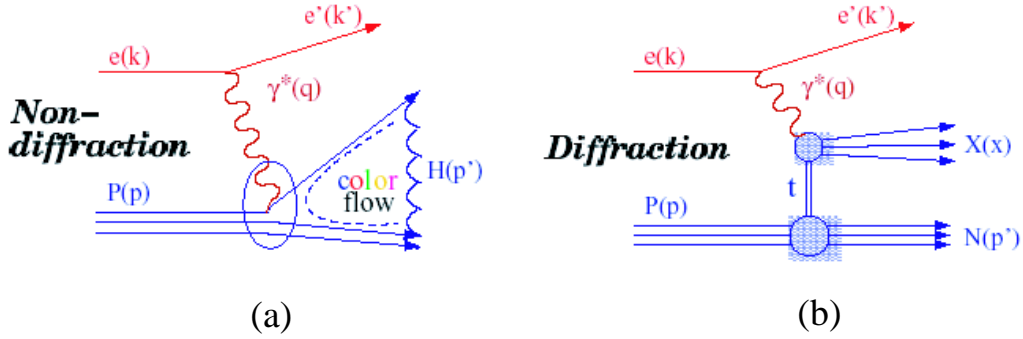 e'(k')
e(k)
γ*(q)
Non-
diffraction
P(p)
color
flow
H(p')
(a)
e'(k')
e(k)
γ*(q)
Diffraction
X(x)
t
P(p)
N(p')
(b)